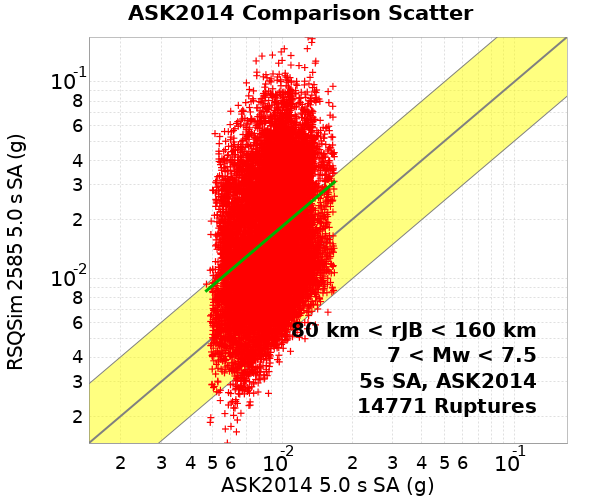 ASK2014 Comparison Scatter
RSQSim 2585 5.0 s SA (g)
10-1
8
6
4
3
2
10-2
8
6
4
3
2
80 km < rJB < 160 km
7 < Mw < 7.5
5s SA, ASK2014
14771 Ruptures
2 3 4 5 6 10-2 2 3 4 5 6 10-1
ASK2014 5.0 s SA (g)